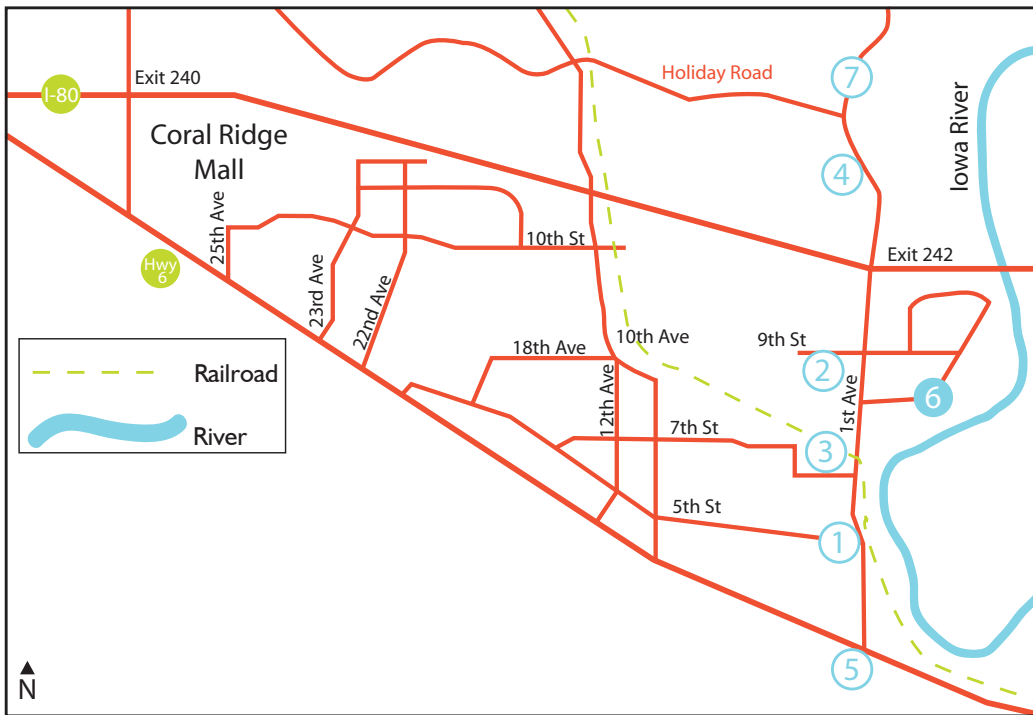 I-80
Exit 240
Holiday Road
7
Iowa River
Coral Ridge
Mall
4
25th Ave
Hwy
6
23rd Ave
22nd Ave
10th St
Exit 242
18th Ave
10th Ave
9th St
2
1st Ave
6
12th Ave
7th St
3
5th St
1
5
Railroad
River
N